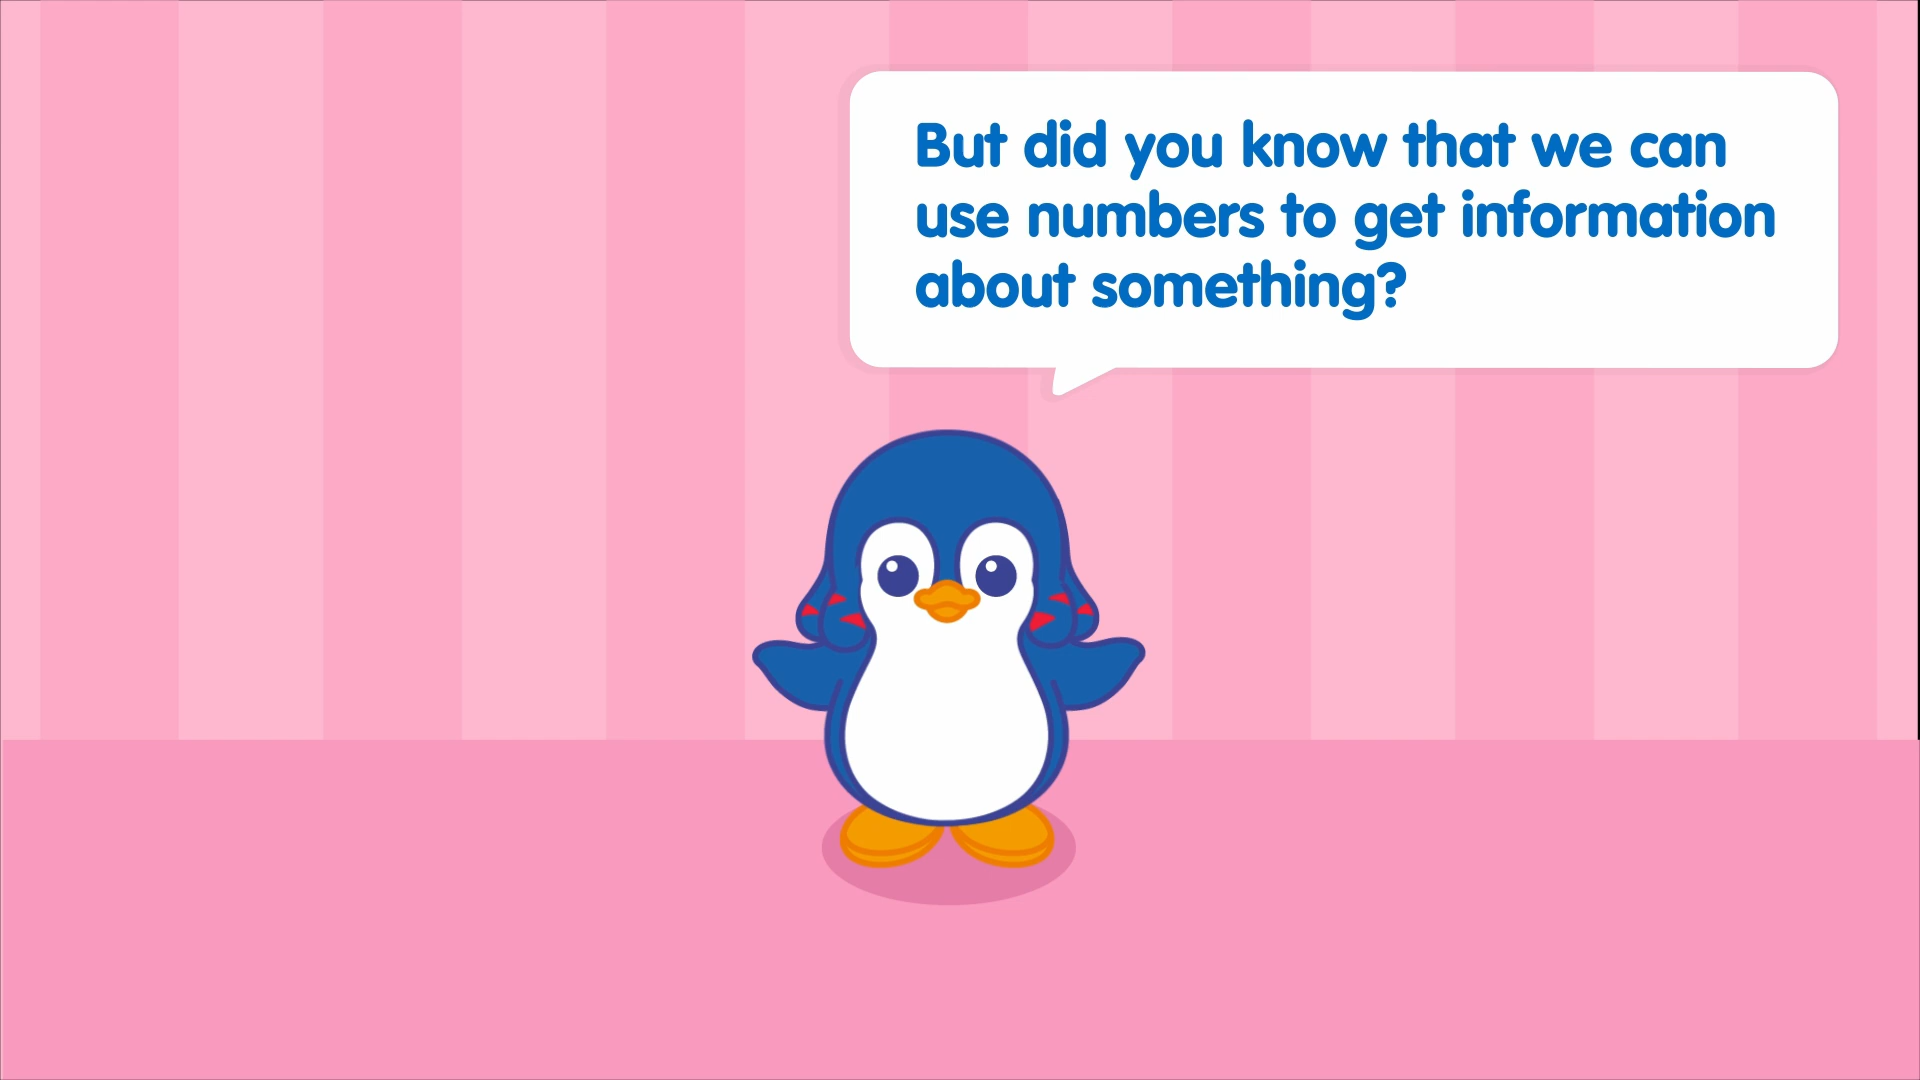 But did you know that we can
use numbers to get information
about something?